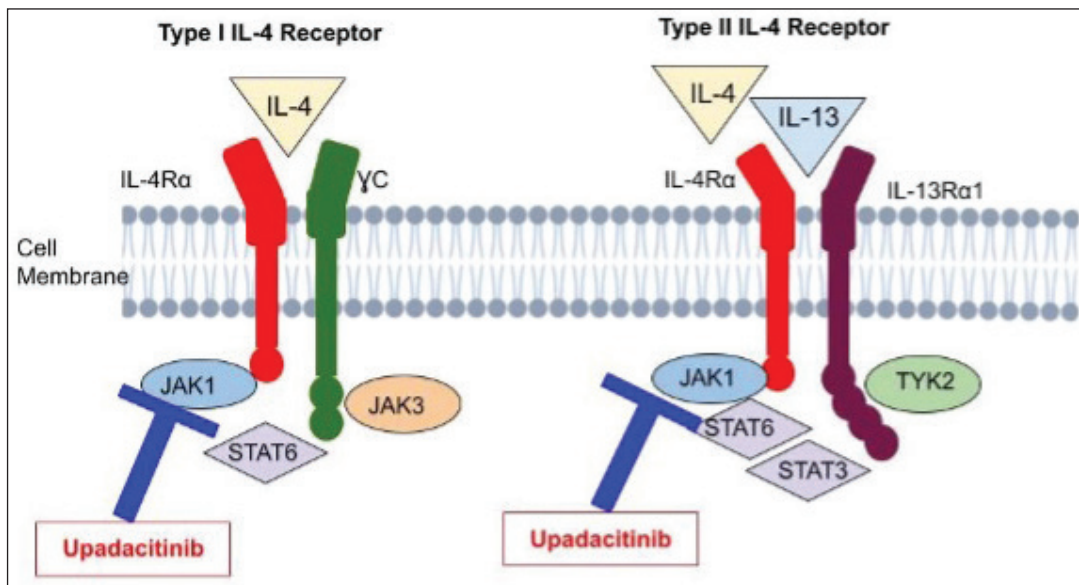 Type I IL-4 Receptor
Type II IL-4 Receptor
IL-4
IL-4
IL-13
IL-4Rα
ɣC
IL-4Rα
IL-13Rα1
Cell
Membrane
JAK1
JAK3
JAK1
TYK2
STAT6
STAT6
STAT3
Upadacitinib
Upadacitinib